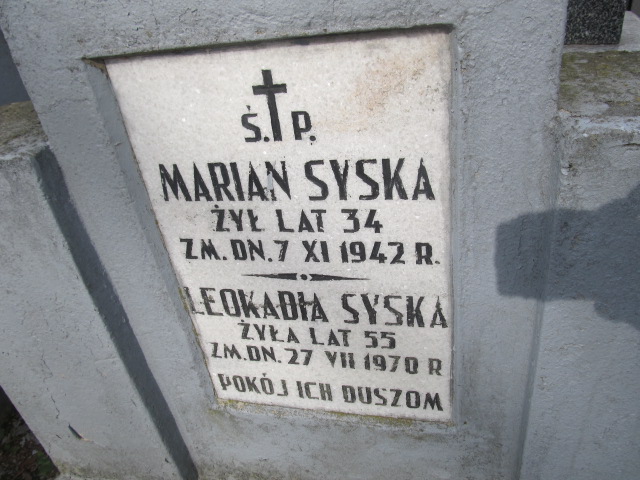 Ś.P.
MARIAN SYSKA
ŻYŁ LAT 34
ZM. DN. 7 XI 1942 R.
LEOKADIA SYSKA
ŻYŁA LAT 55
ZM. DN. 27 VII 1970 R
POKÓJ ICH DUSZOM